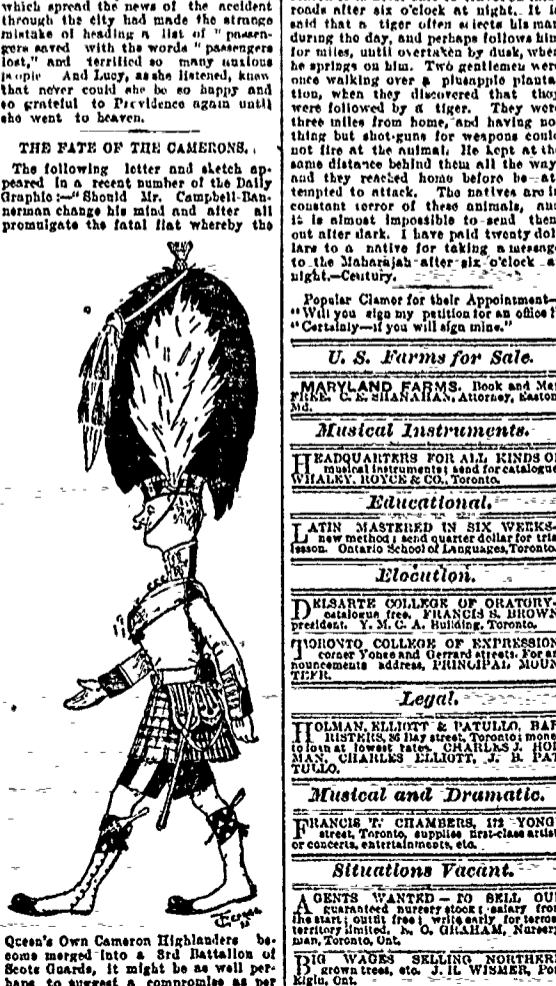 which spread the news of the accident
through the city had made the strange
mistake of heading a list of "passen-
gers saved with the words "passengers
lost," and terrified so many anxious
people And Lucy, as she listened, knew
that never could she be so happy and
so grateful to Providence again until
she went to heaven.
THE FATE OF THE CAMERONS.
The following letter and sketch ap-
peared in a recent number of the Daily
Graphic:—"Should Mr. Campbell-Ban-
nerman change his mind and after all
promulgate the fatal fiat whereby the
Queen's Own Cameron Highlanders be-
come merged into a 3rd Battalion of
Scots Guards, it might be as well per-
haps to suggest a compromise as per
roads after six o'clock at night. It is
said that a tiger often selects his man
during the day, and perhaps follows him
for miles, until overtaken by dusk, when
he springs on him. Two gentlemen were
once walking over a pineapple planta-
tion, when they discovered that they
were followed by a tiger. They were
three miles from home, and having no-
thing but shot-guns for weapons could
not fire at the animal. He kept at the
same distance behind them all the way
and they reached home before he at-
tempted to attack. The natives are in
constant terror of these animals, and
it is almost impossible to send them
out after dark. I have paid twenty dol-
lars to a native for taking a message
to the Maharajah after six o'clock at
night.—Century.
Popular Clamor for their Appointment—
"Will you sign my petition for an office?
"Certainly—if you will sign mine."
U. S. Farms for Sale.
MARYLAND FARMS. Book and Map
FREE. C. E. SHANAHAN, Attorney, Easton
Md.
Musical Instruments.
HEADQUARTERS FOR ALL KINDS OF
musical instruments; send for catalogue
WHALEY, ROYCE & CO., Toronto.
Educational.
LATIN MASTERED IN SIX WEEKS—
new method; send quarter dollar for trial
lesson. Ontario School of Languages, Toronto
Elocution.
DELSARTE COLLEGE OF ORATORY—
catalogue free. FRANCIS S. BROWN
president. Y. M. C. A. Building, Toronto.
TORONTO COLLEGE OF EXPRESSION
corner Yonge and Gerrard streets. For an
nouncements address, PRINCIPAL MOUN
TEER.
Legal.
HOLMAN, ELLIOTT & PATULLO, BAR
RISTERS, 36 Bay street, Toronto; money
to loan at lowest rates. CHARLES J. HOL
MAN, CHARLES ELLIOTT, J. B. PAT
TULLO.
Musical and Dramatic.
FRANCIS T. CHAMBERS, 172 YONGE
street, Toronto, supplies first-class artists
or concerts, entertainments, etc.
Situations Vacant.
AGENTS WANTED — TO SELL OUR
guaranteed nursery stock; salary from
the start; outfit free; write early for terms
territory limited. GRAHAM, Nursery
man, Toronto, Ont.
BIG WAGES SELLING NORTHERN
grown trees, etc. J. H. WISMER, Port
Elgin, Ont.